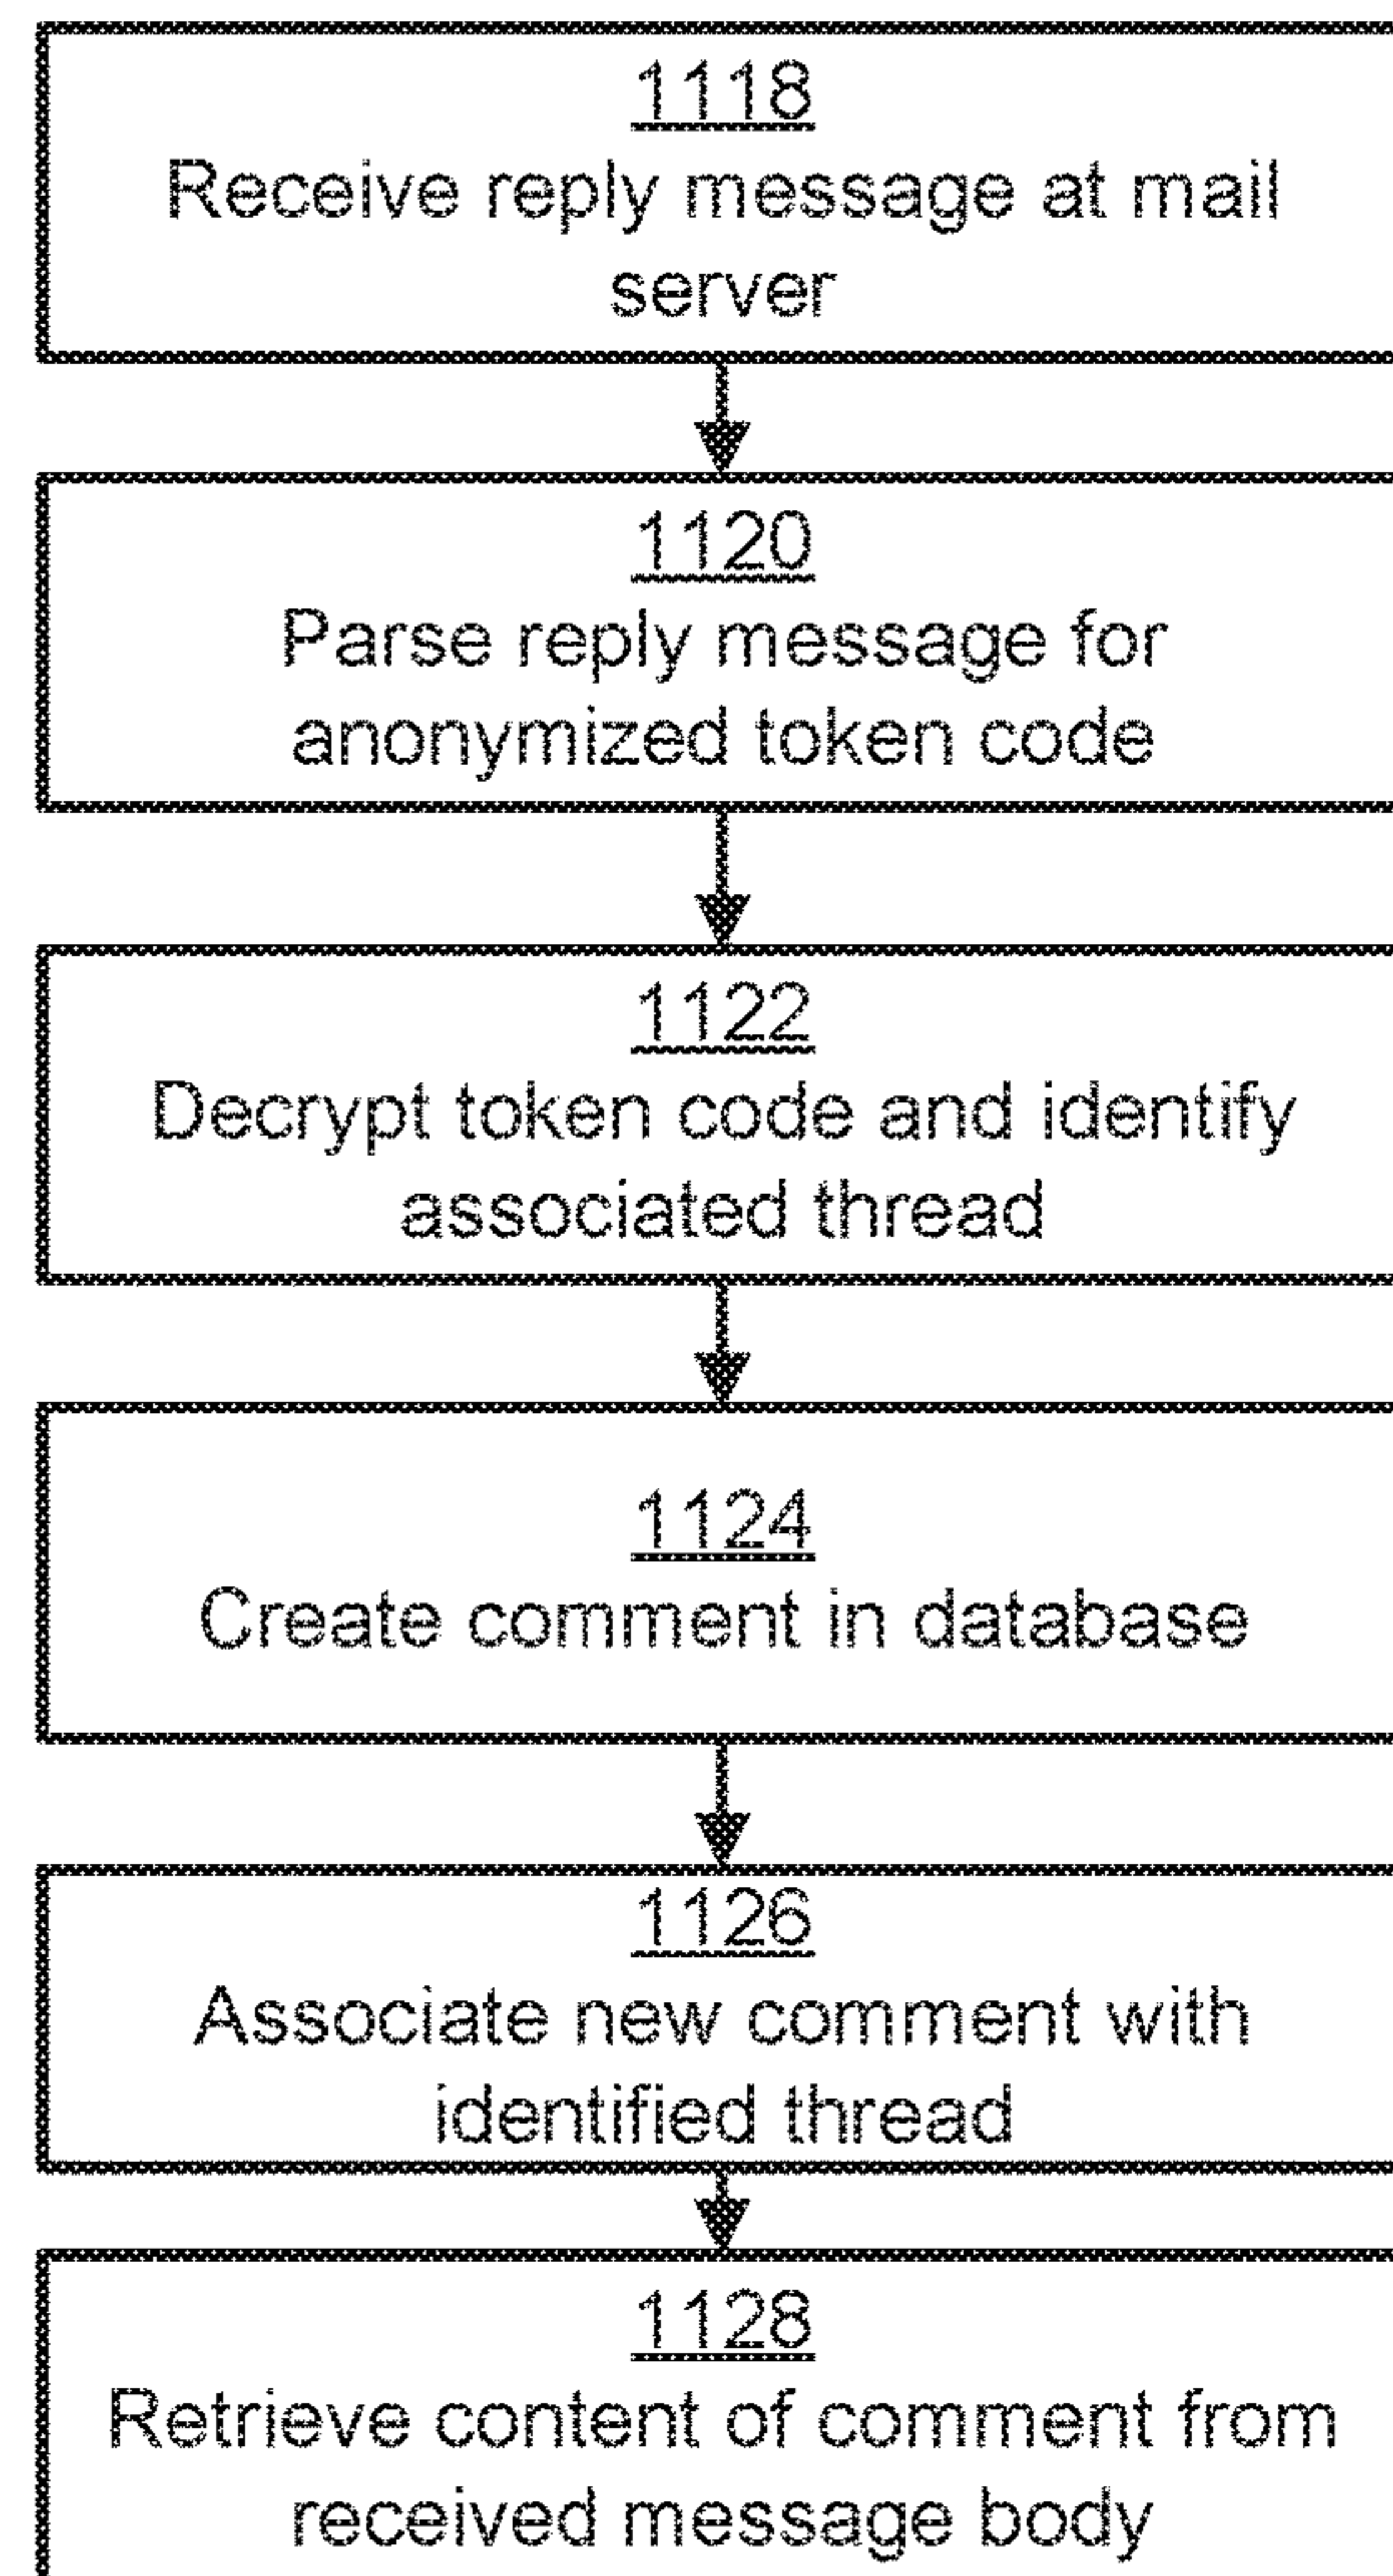 1118
Receive reply message at mail
server
1120
Parse reply message for
anonymized token code
1122
Decrypt token code and identify
associated thread
1124
Create comment in database
1126
Associate new comment with
identified thread
1128
Retrieve content of comment from
received message body